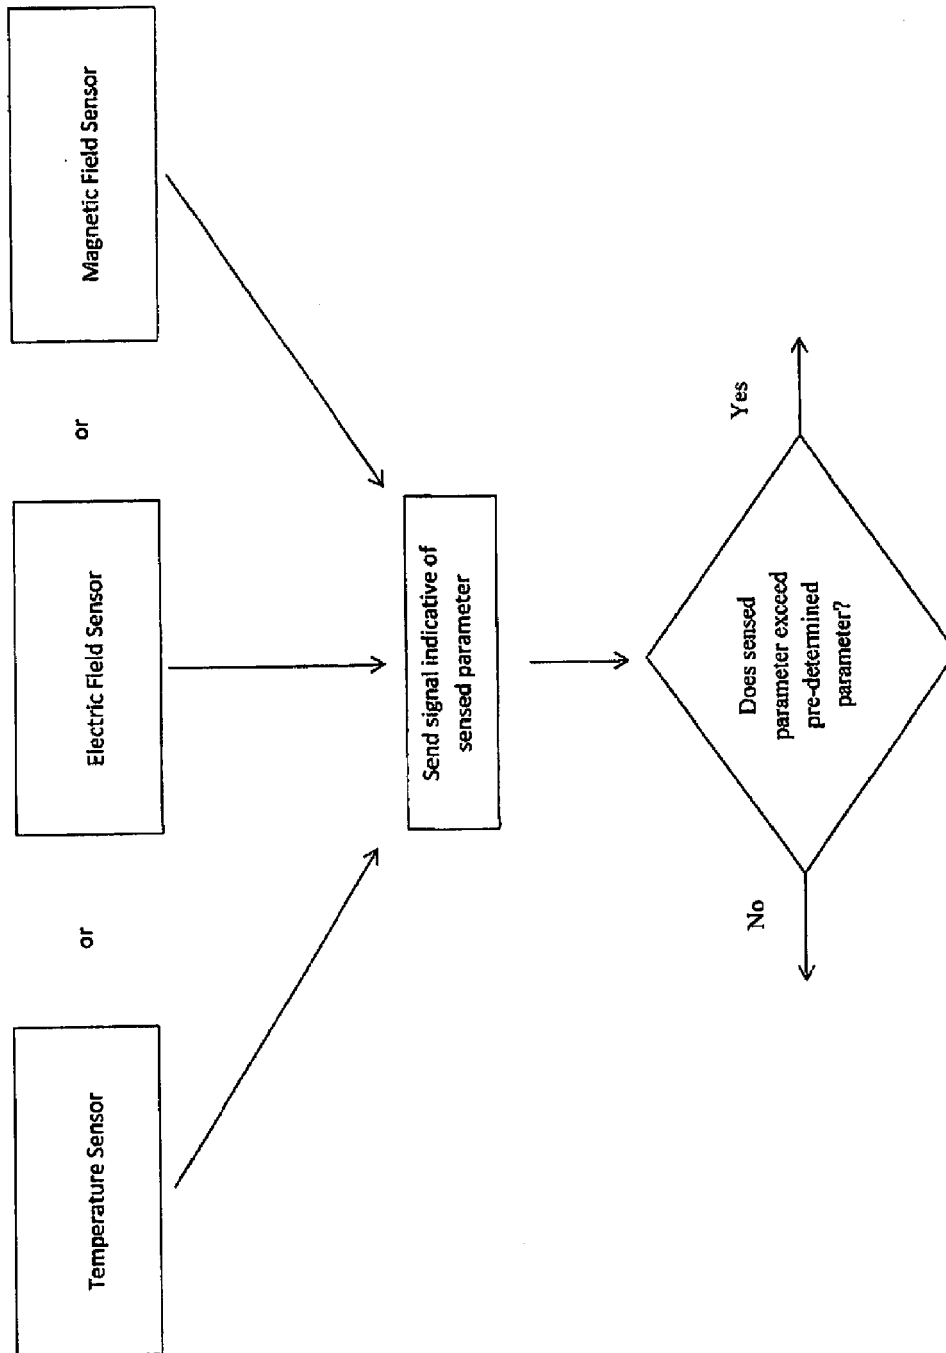 Temperature Sensor
or
Electric Field Sensor
or
Magnetic Field Sensor
Send signal indicative of
sensed parameter
Does sensed
parameter exceed
pre-determined
parameter?
No
Yes